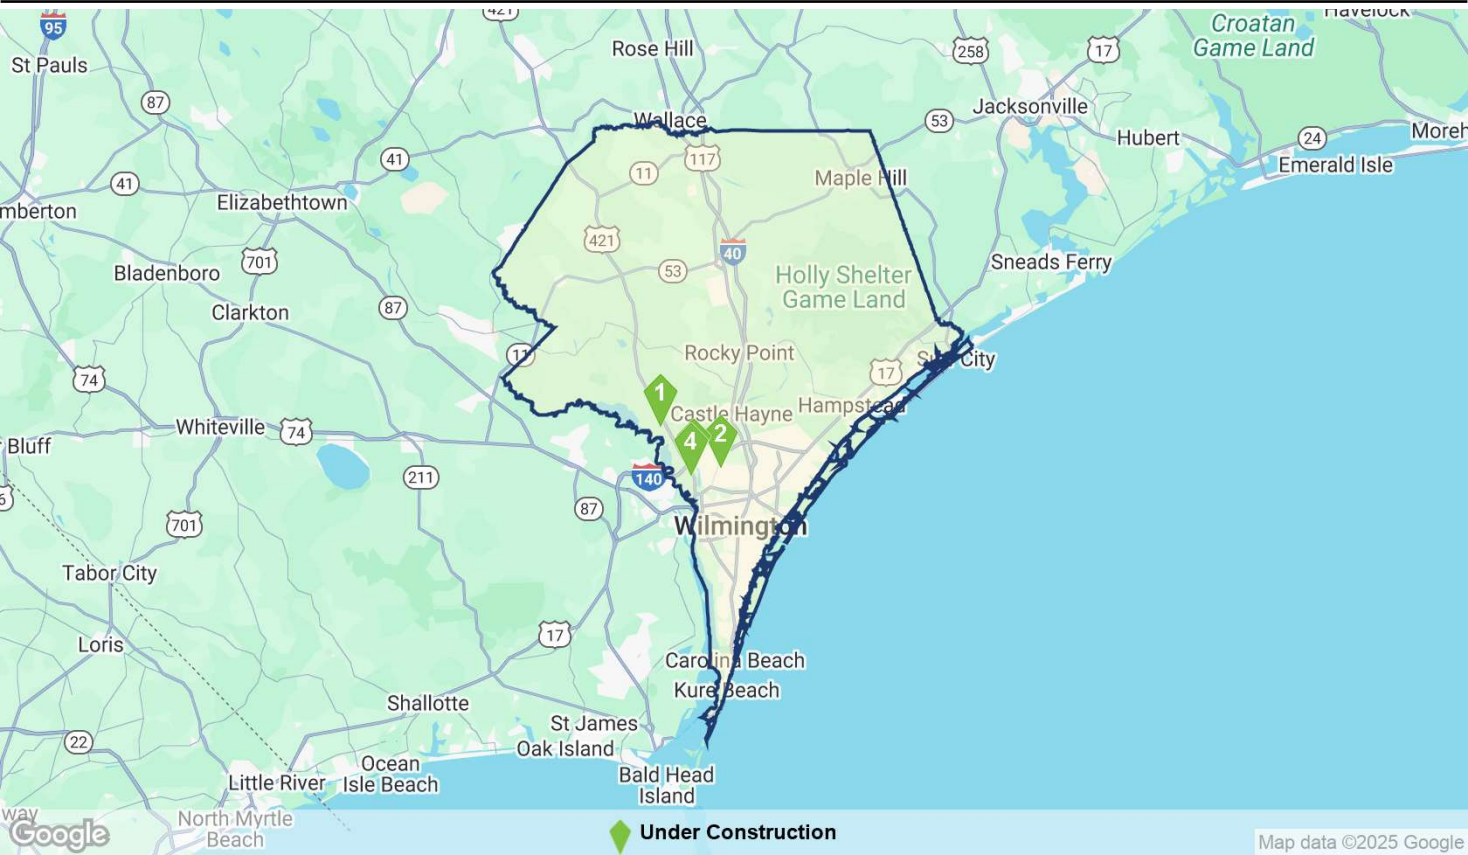 421
Havelock
Croatan
Game Land
95
St Pauls
Rose Hill
258
17
87
Jacksonville
53
Hubert
24
Moreh
Emerald Isle
Wallace
117
41
11
Maple Hill
41
mberton
Elizabethtown
421
40
701
Bladenboro
53
Holly Shelter
Game Land
Sneads Ferry
87
Clarkton
11
Rocky Point
17
City
74
1
Castle Hayne
Hampstead
Whiteville
74
Bluff
4
2
211
140
6
87
701
Wilmington
Tabor City
17
Loris
Carolina Beach
Kure Beach
Shallotte
St James
Oak Island
22
Ocean
Isle Beach
Little River
Bald Head
Island
way
North Myrtle
Beach
Google
Under Construction
Map data ©2025 Google